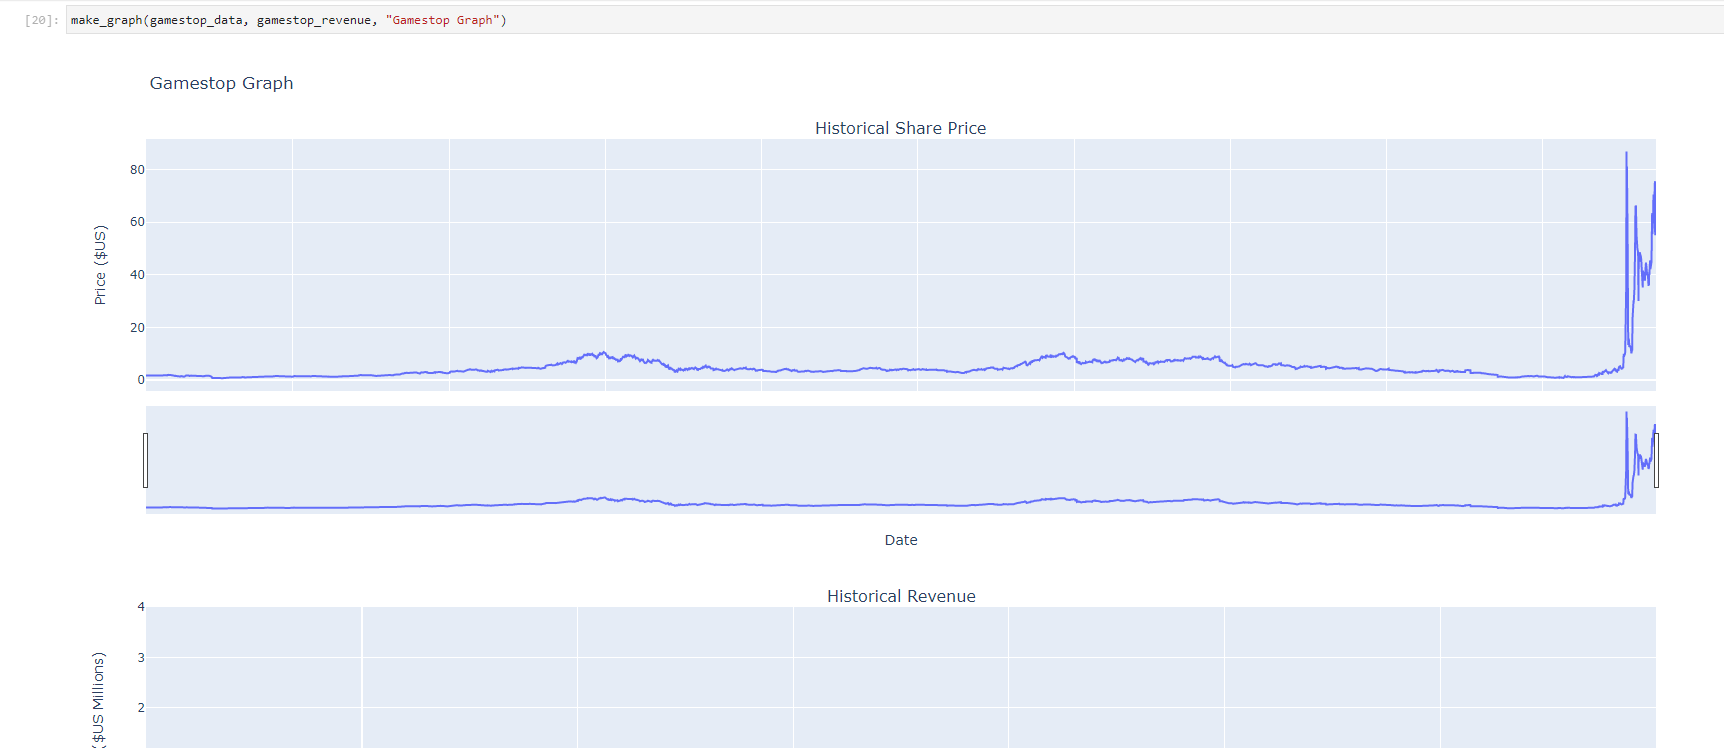 [20]: make_graph(gamestop_data, gamestop_revenue, "Gamestop Graph")
Gamestop Graph
Historical Share Price
80
60
40
20
0
Price ($US)
Date
Historical Revenue
4
3
2
($US Millions)